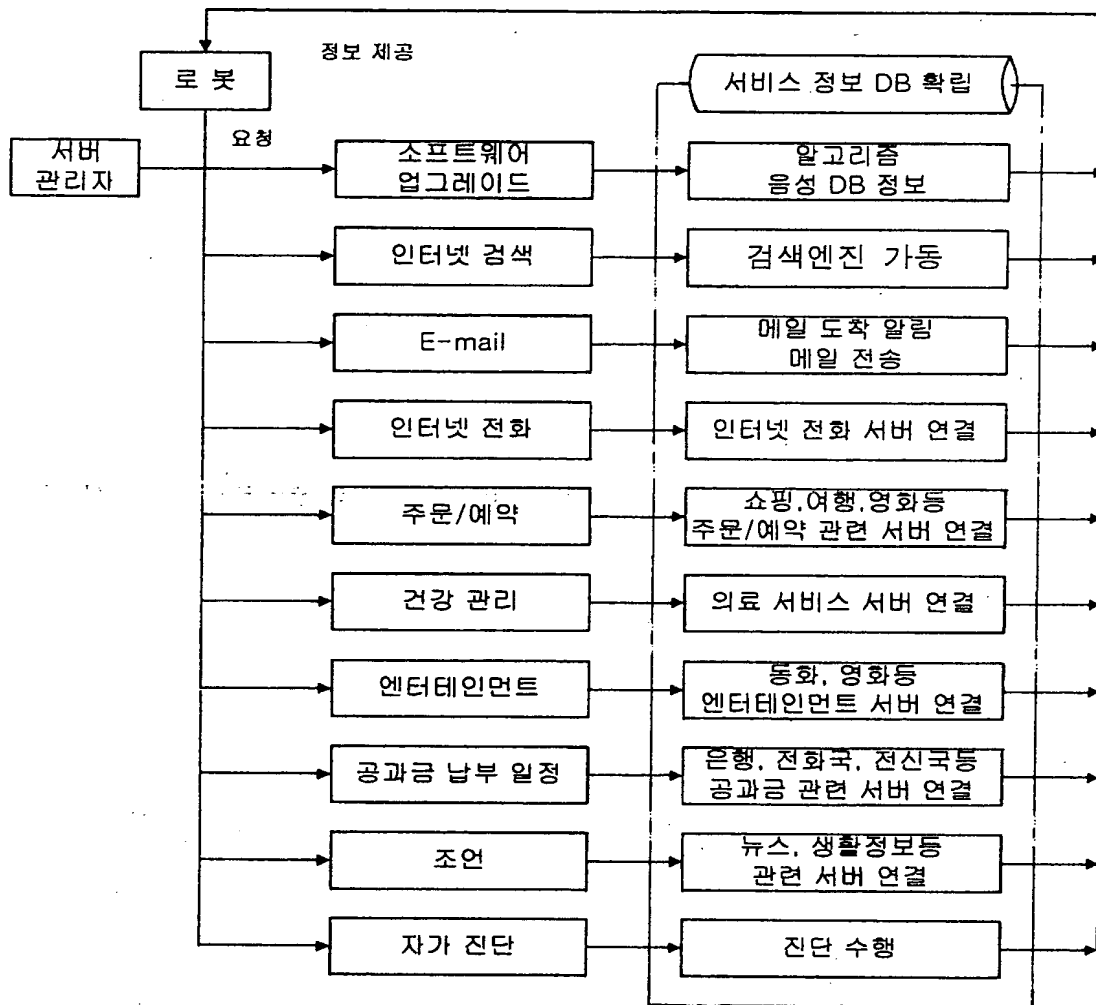 정보 제공
로 봇
서비스 정보 DB 확립
요청
서버
관리자
소프트웨어
업그레이드
알고리즘
음성 DB 정보
인터넷 검색
검색엔진 가동
E-mail
메일 도착 알림
메일 전송
인터넷 전화
인터넷 전화 서버 연결
주문/예약
쇼핑,여행,영화등
주문/예약 관련 서버 연결
건강 관리
의료 서비스 서버 연결
엔터테인먼트
동화, 영화등
엔터테인먼트 서버 연결
공과금 납부 일정
은행, 전화국, 전신국등
공과금 관련 서버 연결
조언
뉴스, 생활정보등
관련 서버 연결
자가 진단
진단 수행